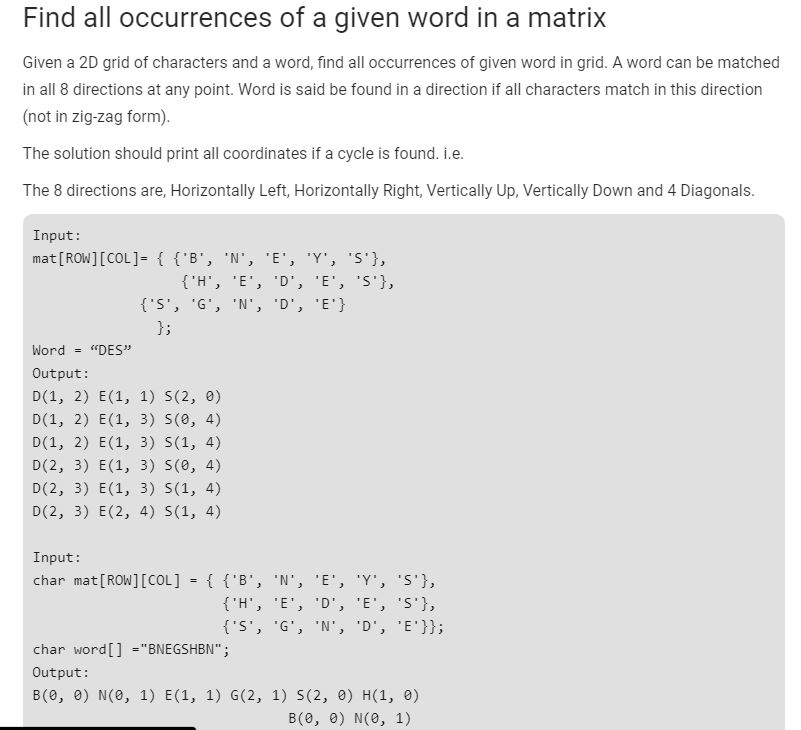 Find all occurrences of a given word in a matrix
Given a 2D grid of characters and a word, find all occurrences of given word in grid. A word can be matched
in all 8 directions at any point. Word is said be found in a direction if all characters match in this direction
(not in zig-zag form).
The solution should print all coordinates if a cycle is found. i.e.
The 8 directions are, Horizontally Left, Horizontally Right, Vertically Up, Vertically Down and 4 Diagonals.
Input:
mat[ROW][COL]= { {'B', 'N', 'E', 'Y', 'S'},
{'H', 'E', 'D', 'E', 'S'},
{'S', 'G', 'N', 'D', 'E'}
};
Word = “DES”
Output:
D(1, 2) E(1, 1) S(2, 0)
D(1, 2) E(1, 3) S(0, 4)
D(1, 2) E(1, 3) S(1, 4)
D(2, 3) E(1, 3) S(0, 4)
D(2, 3) E(1, 3) S(1, 4)
D(2, 3) E(2, 4) S(1, 4)
Input:
char mat[ROW][COL] = { {'B', 'N', 'E', 'Y', 'S'},
{'H', 'E', 'D', 'E', 'S'},
{'S', 'G', 'N', 'D', 'E'}};
char word[] ="BNEGSHBN";
Output:
B(0, 0) N(0, 1) E(1, 1) G(2, 1) S(2, 0) H(1, 0)
B(0, 0) N(0, 1)